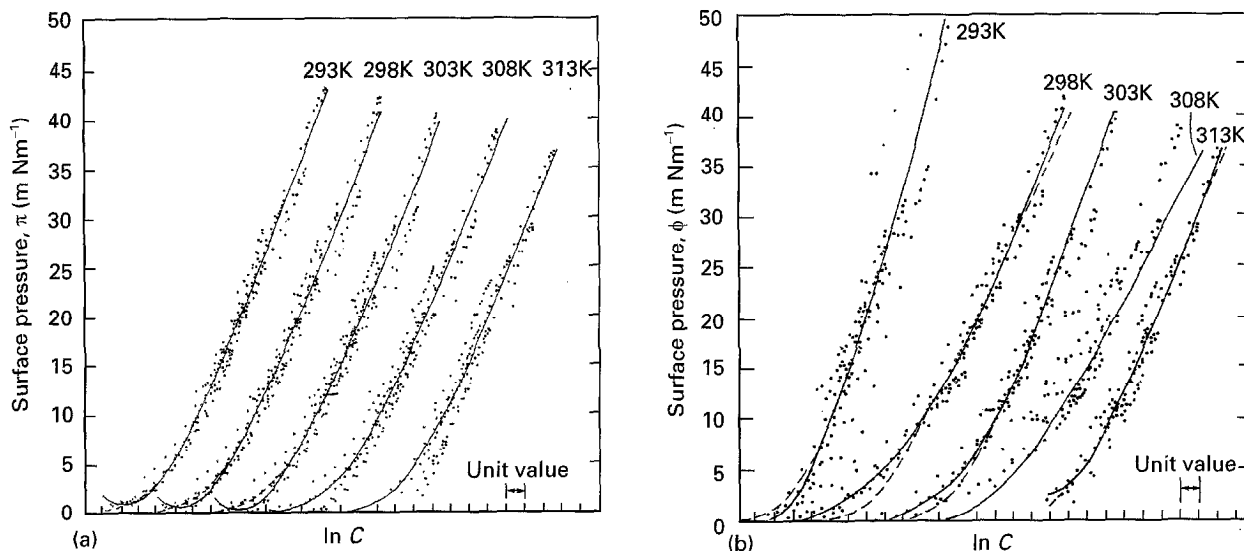 50
45
40
35
30
25
20
15
10
5
0
Surface pressure, π (m Nm⁻¹)
293K 298K 303K 308K 313K
Unit value
(a)
ln C
50
45
40
35
30
25
20
15
10
5
0
Surface pressure, ϕ (m Nm⁻¹)
293K
298K
303K
308K
313K
Unit value
(b)
ln C